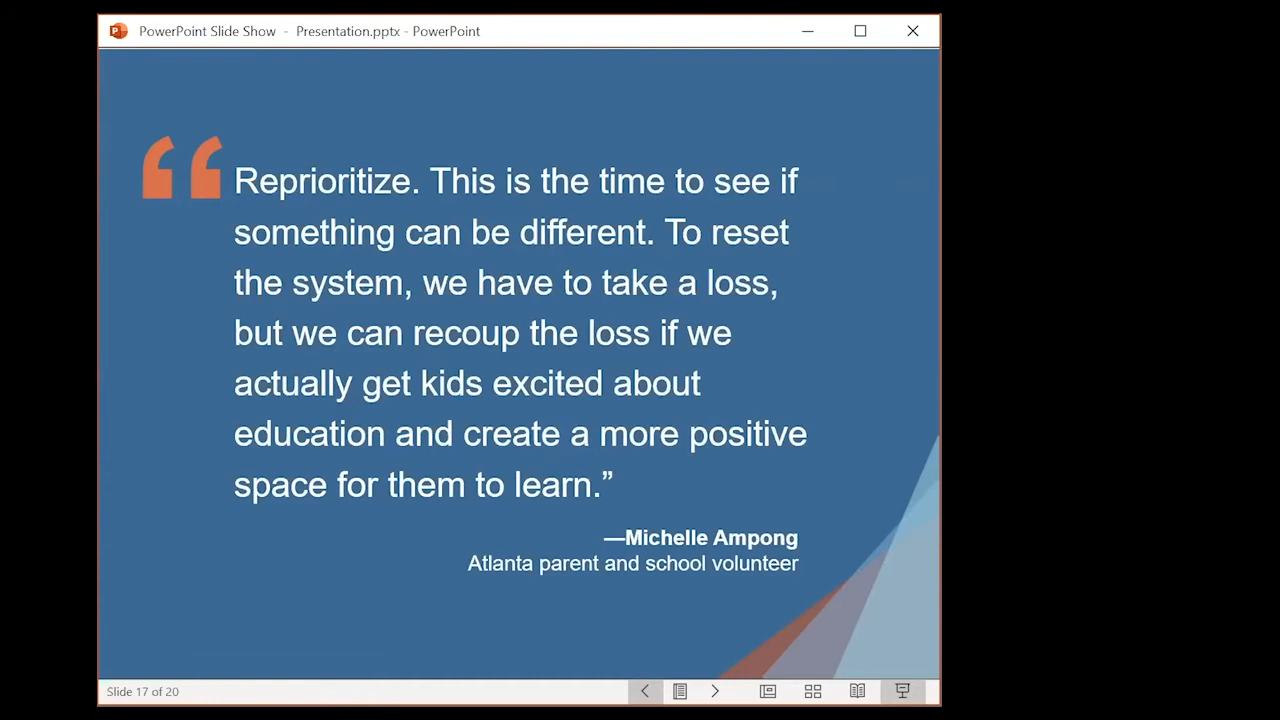 PowerPoint Slide Show - Presentation.pptx - PowerPoint
“ Reprioritize. This is the time to see if
something can be different. To reset
the system, we have to take a loss,
but we can recoup the loss if we
actually get kids excited about
education and create a more positive
space for them to learn.”
—Michelle Ampong
Atlanta parent and school volunteer
Slide 17 of 20